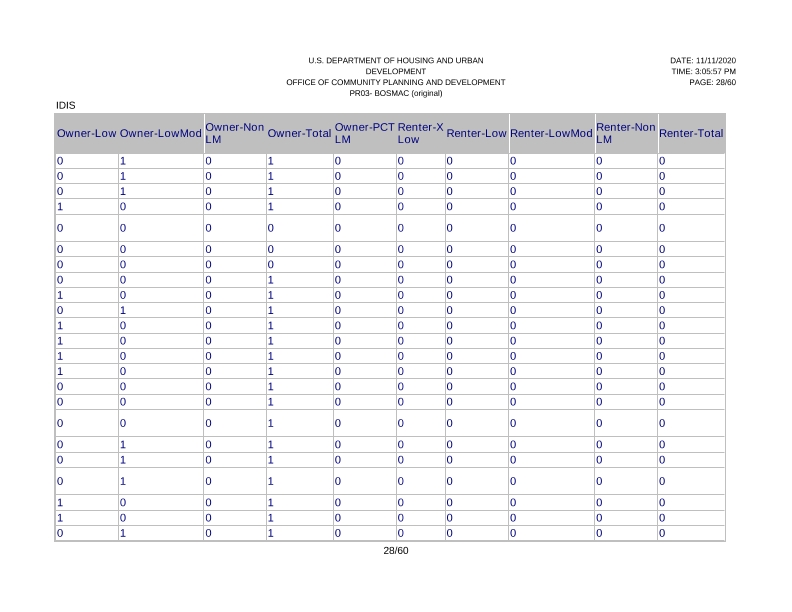 U.S. DEPARTMENT OF HOUSING AND URBAN
DEVELOPMENT
OFFICE OF COMMUNITY PLANNING AND DEVELOPMENT
PR03- BOSMAC (original)
DATE: 11/11/2020
TIME: 3:05:57 PM
PAGE: 28/60
IDIS
Owner-Low Owner-LowMod Owner-Non LM Owner-Total Owner-PCT LM Renter-X Low Renter-Low Renter-LowMod Renter-Non LM Renter-Total
0 1 0 1 0 0 0 0 0 0
0 1 0 1 0 0 0 0 0 0
0 1 0 1 0 0 0 0 0 0
1 0 0 1 0 0 0 0 0 0
0 0 0 0 0 0 0 0 0 0
0 0 0 0 0 0 0 0 0 0
0 0 0 0 0 0 0 0 0 0
0 0 0 1 0 0 0 0 0 0
1 0 0 1 0 0 0 0 0 0
0 1 0 1 0 0 0 0 0 0
1 0 0 1 0 0 0 0 0 0
1 0 0 1 0 0 0 0 0 0
1 0 0 1 0 0 0 0 0 0
1 0 0 1 0 0 0 0 0 0
0 0 0 1 0 0 0 0 0 0
0 0 0 1 0 0 0 0 0 0
0 0 0 1 0 0 0 0 0 0
0 1 0 1 0 0 0 0 0 0
0 1 0 1 0 0 0 0 0 0
0 1 0 1 0 0 0 0 0 0
1 0 0 1 0 0 0 0 0 0
1 0 0 1 0 0 0 0 0 0
0 1 0 1 0 0 0 0 0 0
28/60